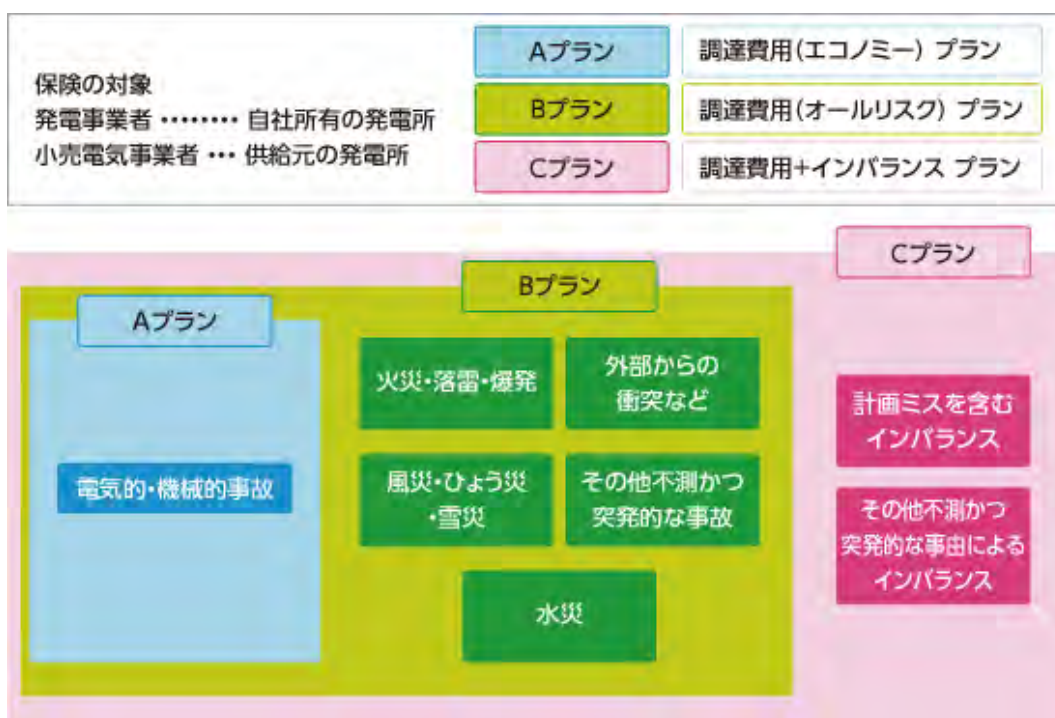 保険の対象
発電事業者 ‥‥‥‥ 自社所有の発電所
小売電気事業者 … 供給元の発電所
Aプラン
調達費用(エコノミー) プラン
Bプラン
調達費用(オールリスク) プラン
Cプラン
調達費用+インバランス プラン
Cプラン
Bプラン
Aプラン
火災・落雷・爆発
外部からの
衝突など
電気的・機械的事故
風災・ひょう災
・雪災
その他不測かつ
突発的な事故
水災
計画ミスを含む
インバランス
その他不測かつ
突発的な事由による
インバランス